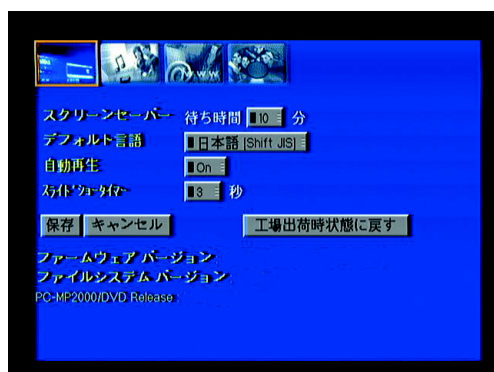 スクリーンセーバー 待ち時間 10 分
デフォルト言語 日本語 (Shift JIS)
自動再生 On
スライドショータイマー 3 秒
保存 キャンセル 工場出荷時状態に戻す
ファームウェア バージョン:
ファイルシステム バージョン:
PC-MP2000/DVD Release: